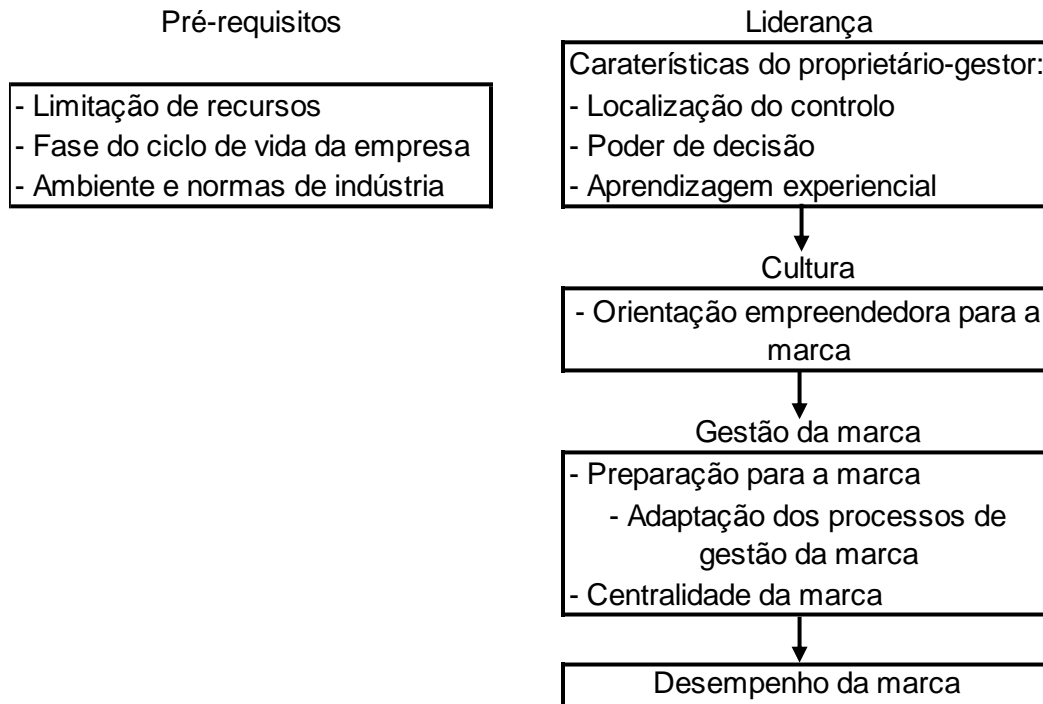 Pré-requisitos
- Limitação de recursos
- Fase do ciclo de vida da empresa
- Ambiente e normas de indústria
Liderança
Caraterísticas do proprietário-gestor:
- Localização do controlo
- Poder de decisão
- Aprendizagem experiencial
Cultura
- Orientação empreendedora para a
marca
Gestão da marca
- Preparação para a marca
- Adaptação dos processos de
gestão da marca
- Centralidade da marca
Desempenho da marca